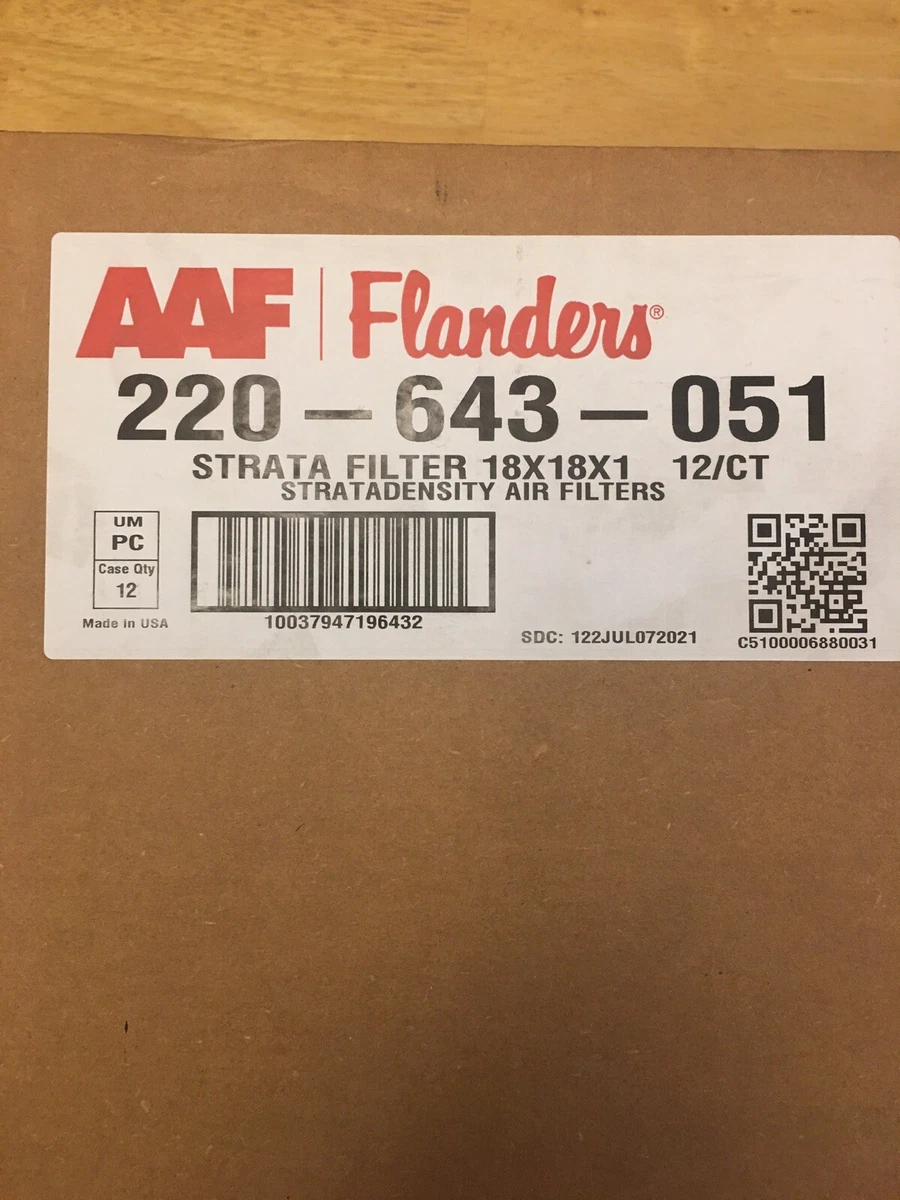 AAF | Flanders®
220-643-051
STRATA FILTER 18X18X1 12/CT
STRATADENSITY AIR FILTERS
UM
PC
Case Qty
12
Made in USA
10037947196432
SDC: 122JUL072021
C5100006880031